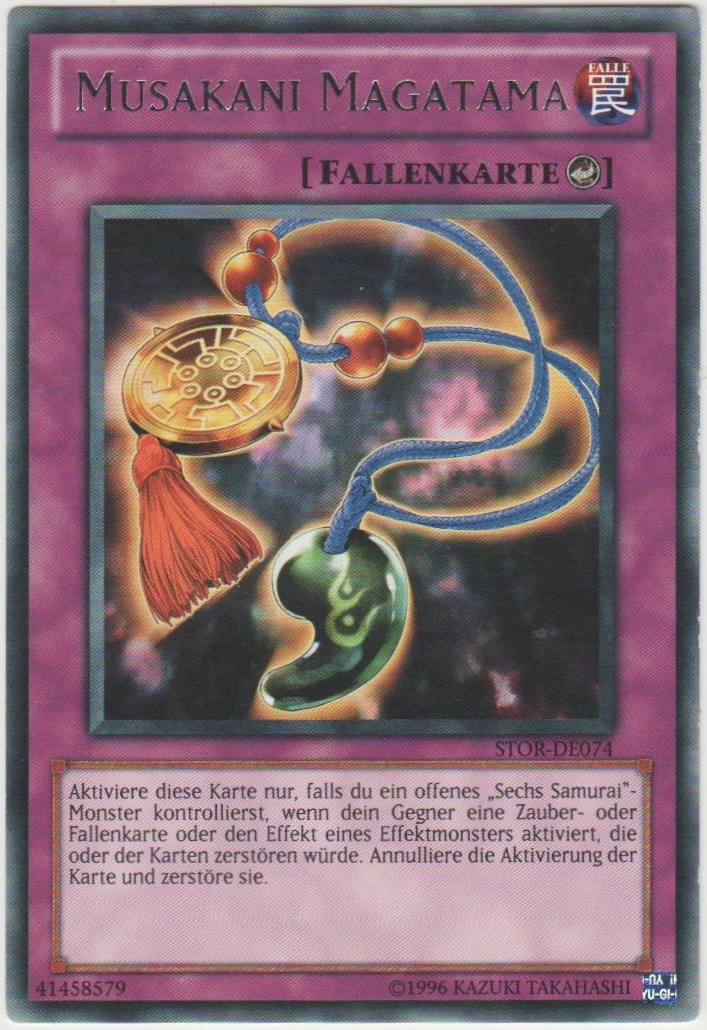 MUSAKANI MAGATAMA
FALLE
罠
[FALLENKARTE]
STOR-DE074
Aktiviere diese Karte nur, falls du ein offenes „Sechs Samurai"-
Monster kontrollierst, wenn dein Gegner eine Zauber- oder
Fallenkarte oder den Effekt eines Effektmonsters aktiviert, die
oder der Karten zerstören würde. Annulliere die Aktivierung der
Karte und zerstöre sie.
41458579
©1996 KAZUKI TAKAHASHI
YU-GI-